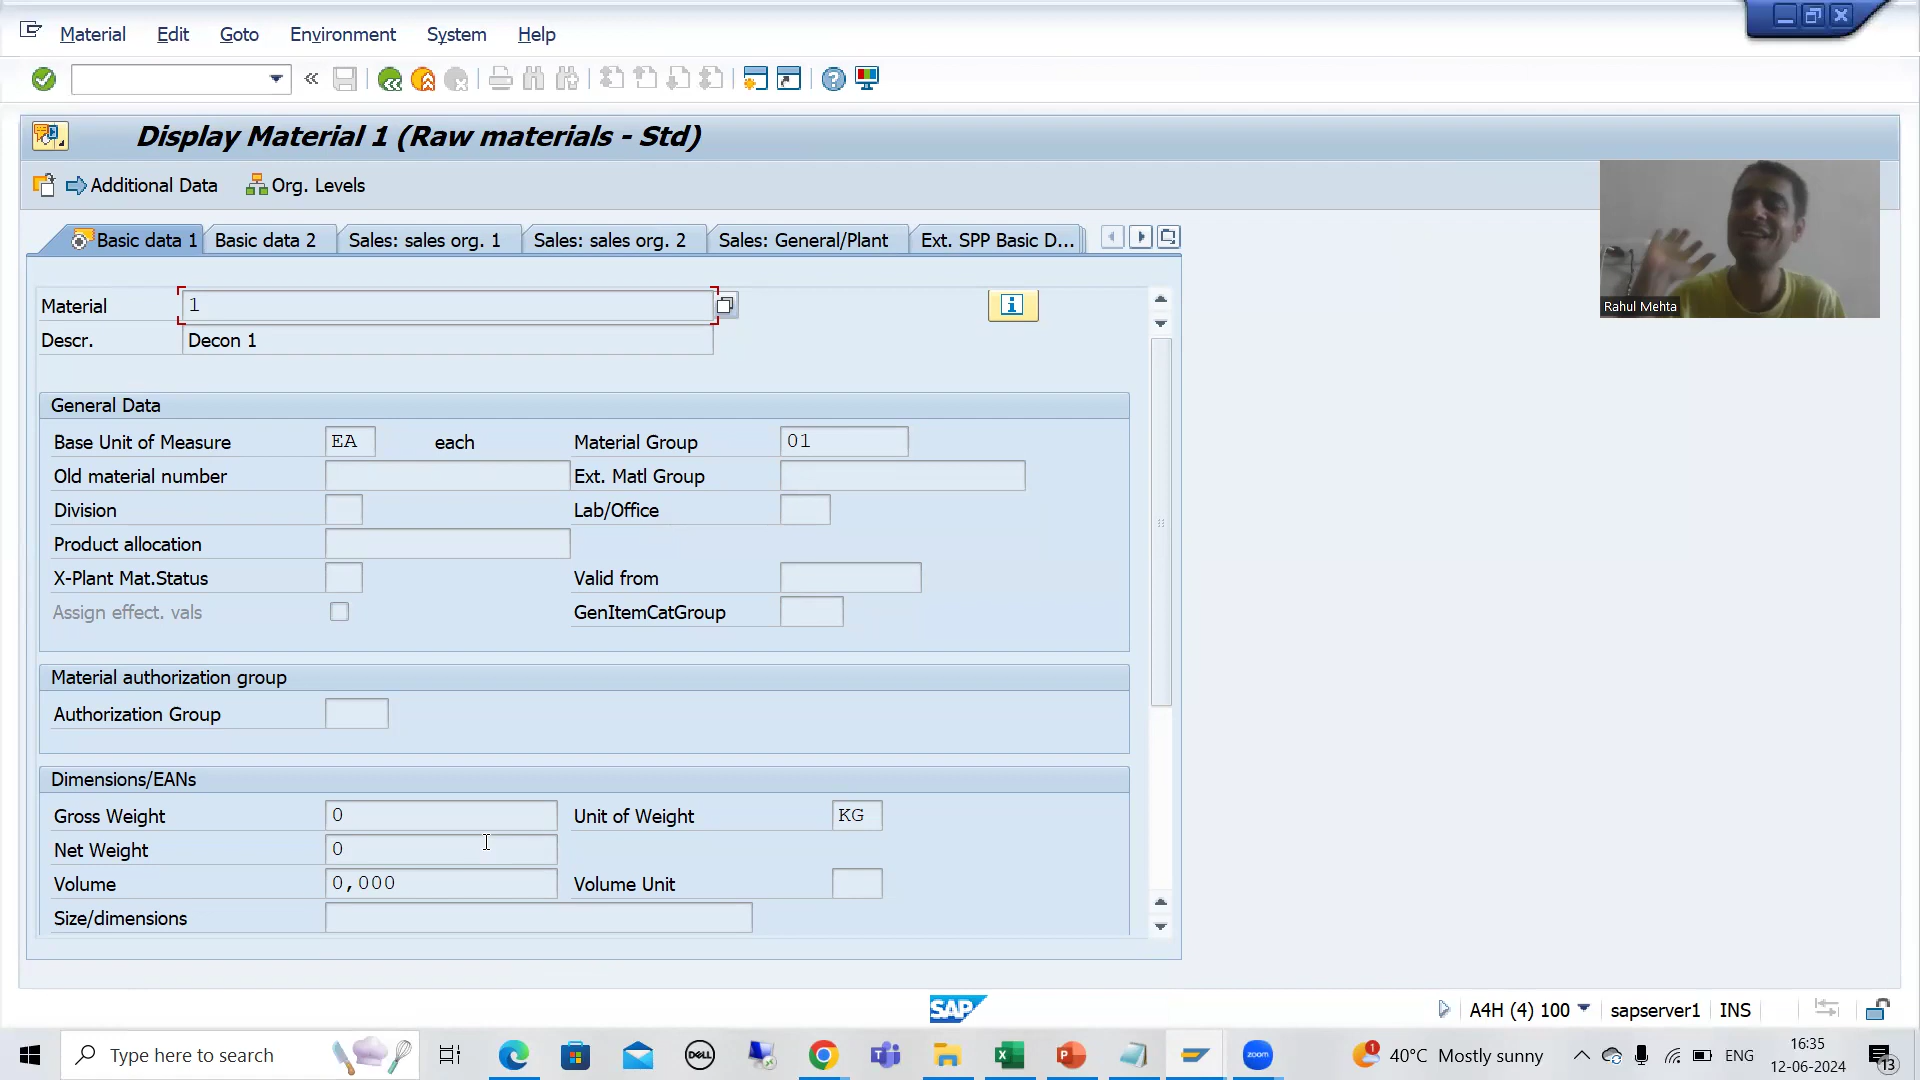 Material Edit Goto Environment System Help
Display Material 1 (Raw materials - Std)
Additional Data Org. Levels
Basic data 1 Basic data 2 Sales: sales org. 1 Sales: sales org. 2 Sales: General/Plant Ext. SPP Basic D...
Material 1
Descr. Decon 1
Rahul Mehta
General Data
Base Unit of Measure EA each Material Group 01
Old material number Ext. Matl Group
Division Lab/Office
Product allocation
X-Plant Mat.Status Valid from
Assign effect. vals GenItemCatGroup
Material authorization group
Authorization Group
Dimensions/EANs
Gross Weight 0 Unit of Weight KG
Net Weight 0
Volume 0,000 Volume Unit
Size/dimensions
SAP A4H (4) 100 sapserver1 INS
Type here to search DELL zoom 1 40°C Mostly sunny ENG 16:35
12-06-2024 13